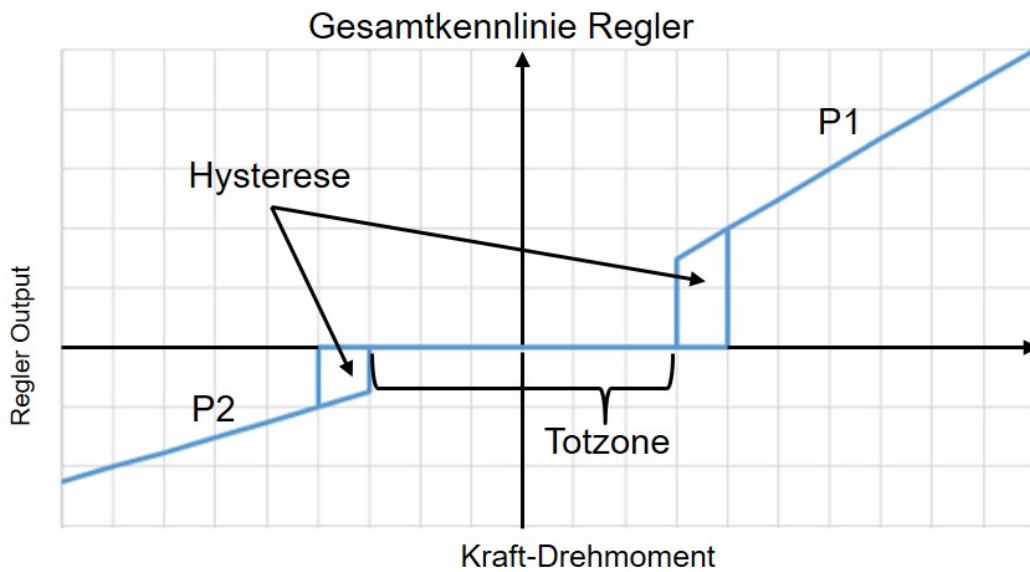 Gesamtkennlinie Regler
P1
Hysterese
Regler Output
P2
Totzone
Kraft-Drehmoment